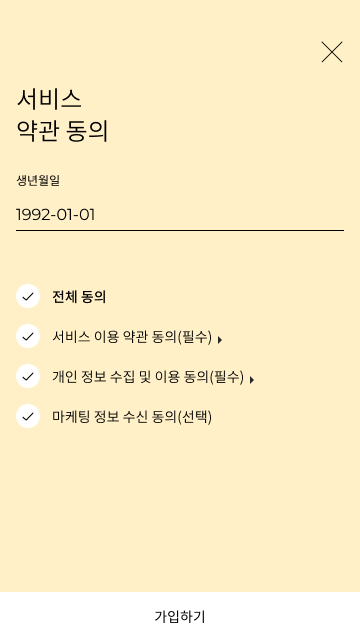 서비스
약관 동의
생년월일
1992-01-01
전체 동의
서비스 이용 약관 동의(필수)
개인 정보 수집 및 이용 동의(필수)
마케팅 정보 수신 동의(선택)
가입하기